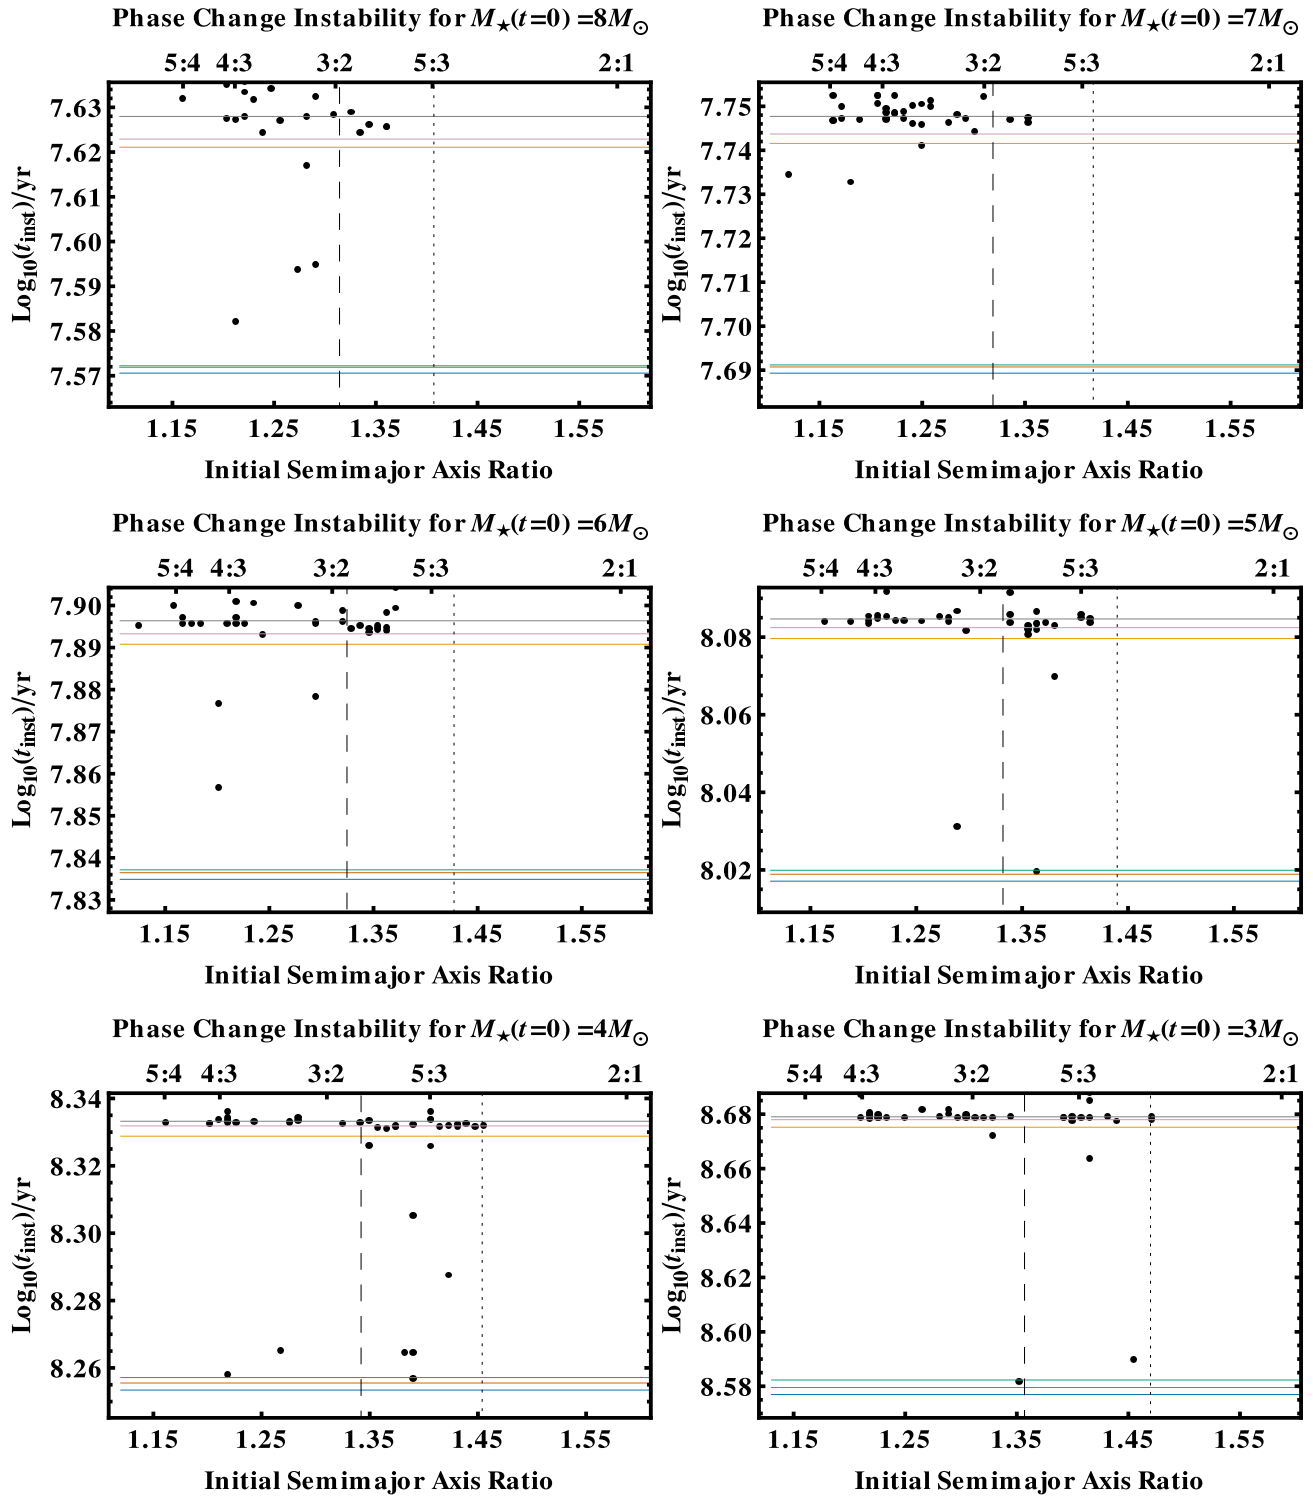 Phase Change Instability for M★(t=0) =8M⊙
5:4 4:3 3:2 5:3 2:1
Log10(tinst)/yr
7.63
7.62
7.61
7.60
7.59
7.58
7.57
1.15 1.25 1.35 1.45 1.55
Initial Semimajor Axis Ratio
Phase Change Instability for M★(t=0) =7M⊙
5:4 4:3 3:2 5:3 2:1
Log10(tinst)/yr
7.75
7.74
7.73
7.72
7.71
7.70
7.69
1.15 1.25 1.35 1.45 1.55
Initial Semimajor Axis Ratio
Phase Change Instability for M★(t=0) =6M⊙
5:4 4:3 3:2 5:3 2:1
Log10(tinst)/yr
7.90
7.89
7.88
7.87
7.86
7.85
7.84
7.83
1.15 1.25 1.35 1.45 1.55
Initial Semimajor Axis Ratio
Phase Change Instability for M★(t=0) =5M⊙
5:4 4:3 3:2 5:3 2:1
Log10(tinst)/yr
8.08
8.06
8.04
8.02
1.15 1.25 1.35 1.45 1.55
Initial Semimajor Axis Ratio
Phase Change Instability for M★(t=0) =4M⊙
5:4 4:3 3:2 5:3 2:1
Log10(tinst)/yr
8.34
8.32
8.30
8.28
8.26
1.15 1.25 1.35 1.45 1.55
Initial Semimajor Axis Ratio
Phase Change Instability for M★(t=0) =3M⊙
5:4 4:3 3:2 5:3 2:1
Log10(tinst)/yr
8.68
8.66
8.64
8.62
8.60
8.58
1.15 1.25 1.35 1.45 1.55
Initial Semimajor Axis Ratio